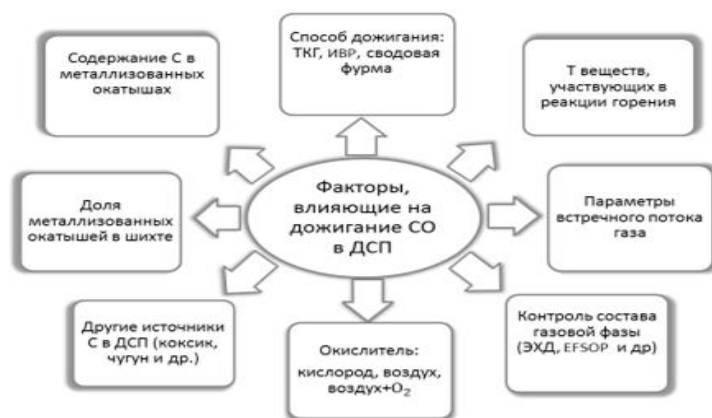 Способ дожигания:
ТКГ, ИВР, сводовая
фурма
Содержание С в
металлизованных
окатышах
Т веществ,
участвующих в
реакции горения
Факторы,
влияющие на
дожигание СО
в ДСП
Доля
металлизованных
окатышей в шихте
Параметры
встречного потока
газа
Другие источники
С в ДСП (коксик,
чугун и др.)
Окислитель:
кислород, воздух,
воздух+O₂
Контроль состава
газовой фазы
(ЭХД, EFSOP и др)